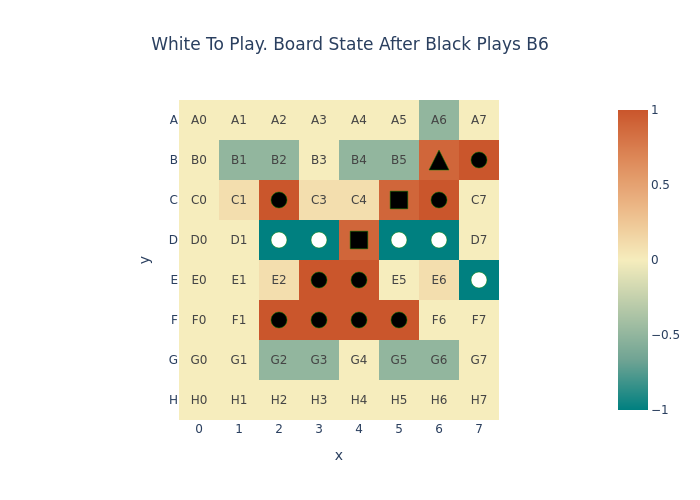 White To Play. Board State After Black Plays B6
A A0 A1 A2 A3 A4 A5 A6 A7
B B0 B1 B2 B3 B4 B5
C C0 C1 C3 C4 C7
D D0 D1 D7
E E0 E1 E2 E5 E6
F F0 F1 F6 F7
G G0 G1 G2 G3 G4 G5 G6 G7
H H0 H1 H2 H3 H4 H5 H6 H7
0 1 2 3 4 5 6 7
x
y
1
0.5
0
−0.5
−1